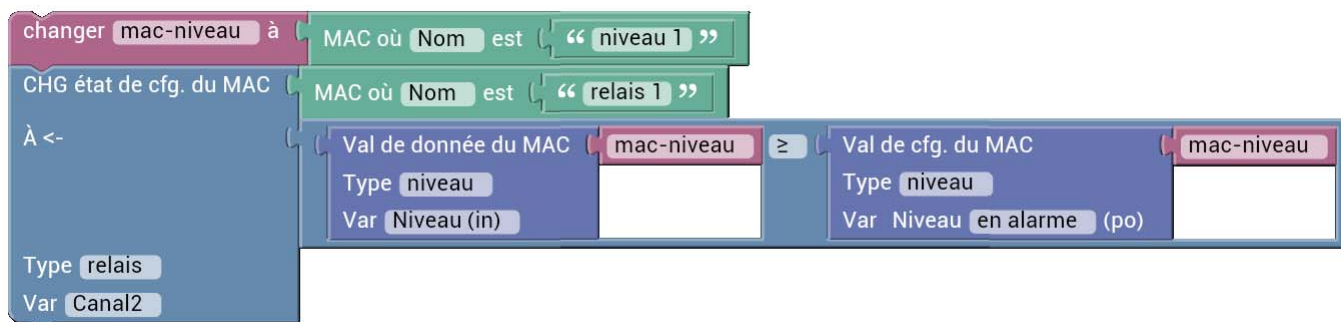 changer mac-niveau à MAC où Nom est “ niveau 1 ”
CHG état de cfg. du MAC MAC où Nom est “ relais 1 ”
À <- Val de donnée du MAC mac-niveau ≥ Val de cfg. du MAC mac-niveau
Type niveau Type niveau
Var Niveau (in) Var Niveau en alarme (po)
Type relais
Var Canal2